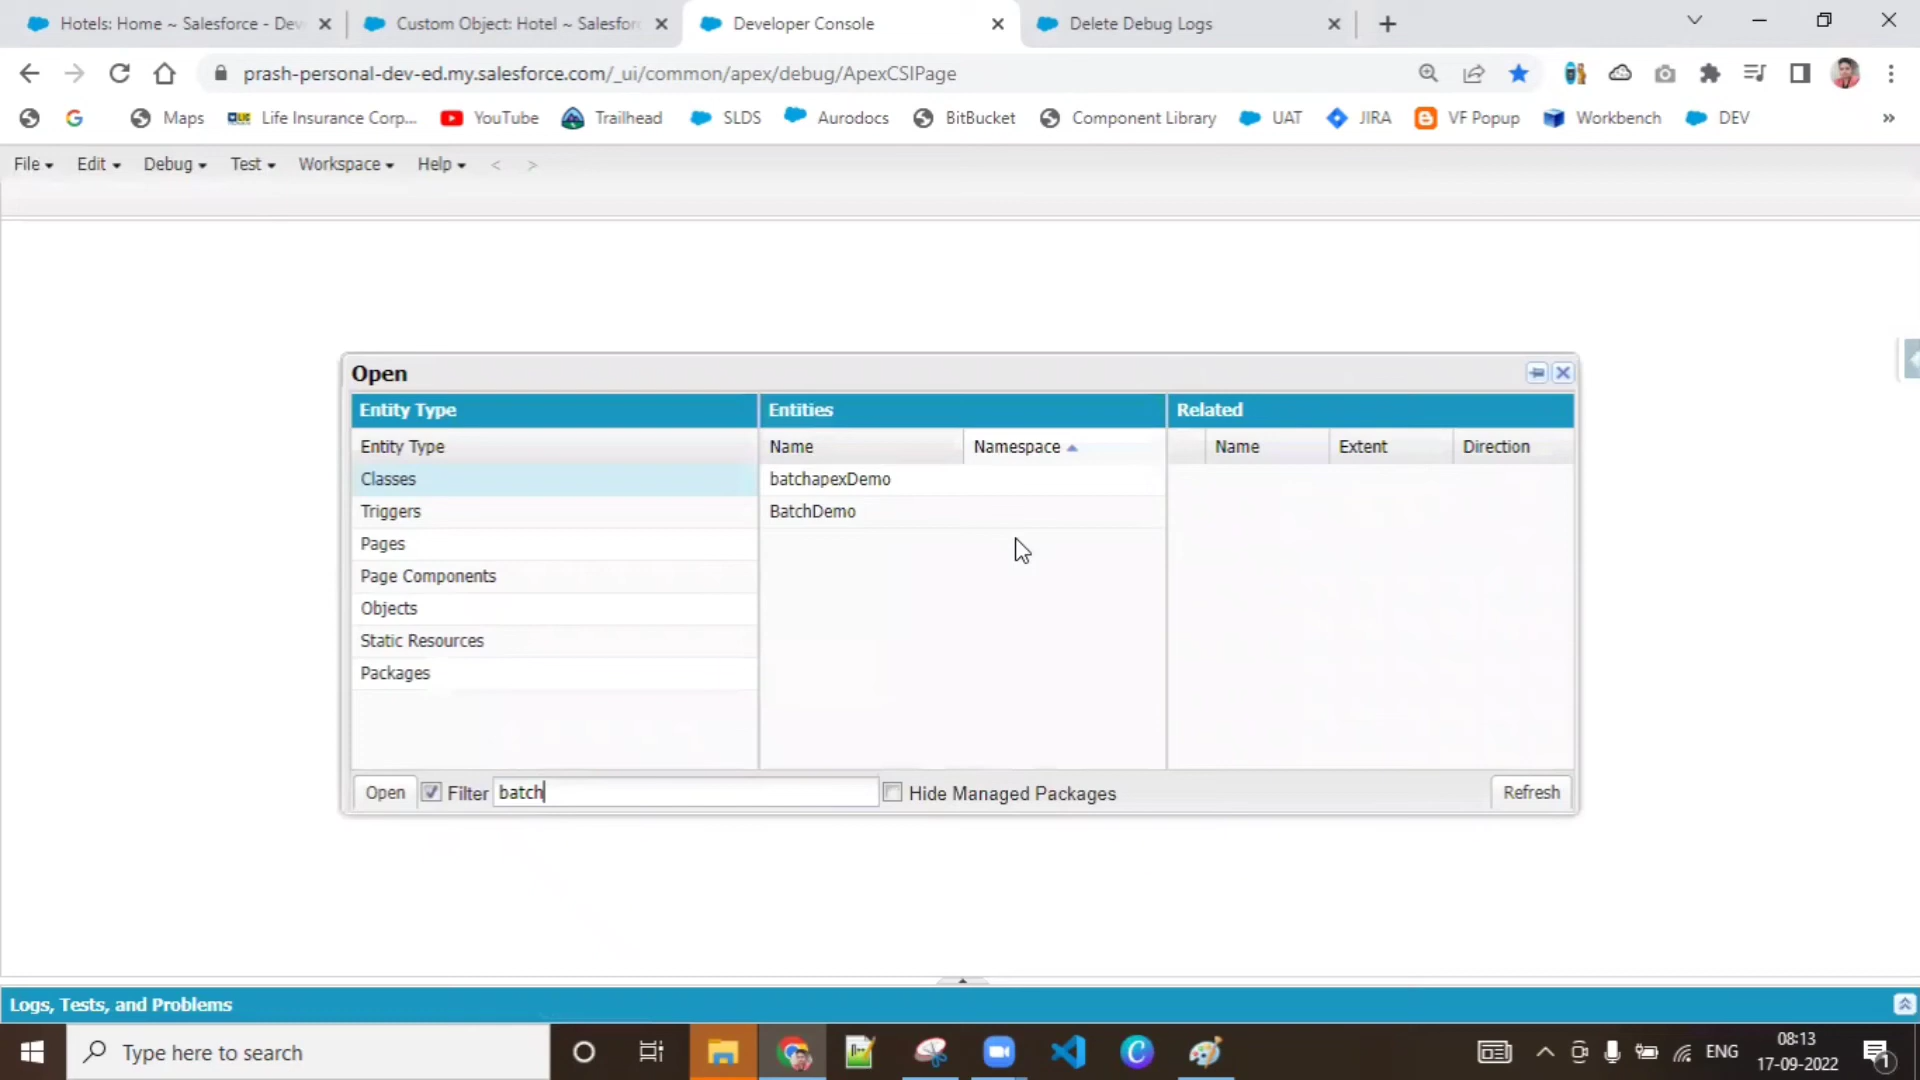 Hotels: Home ~ Salesforce - Dev
Custom Object: Hotel ~ Salesforc
Developer Console
Delete Debug Logs
prash-personal-dev-ed.my.salesforce.com/_ui/common/apex/debug/ApexCSIPage
Maps
Life Insurance Corp...
YouTube
Trailhead
SLDS
Aurodocs
BitBucket
Component Library
UAT
JIRA
VF Popup
Workbench
DEV
»
File
Edit
Debug
Test
Workspace
Help
<
>
Open
Entity Type
Entities
Related
Entity Type
Name
Namespace
Name
Extent
Direction
Classes
batchapexDemo
Triggers
BatchDemo
Pages
Page Components
Objects
Static Resources
Packages
Open
Filter
batch
Hide Managed Packages
Refresh
Logs, Tests, and Problems
Type here to search
ENG
08:13
17-09-2022
1